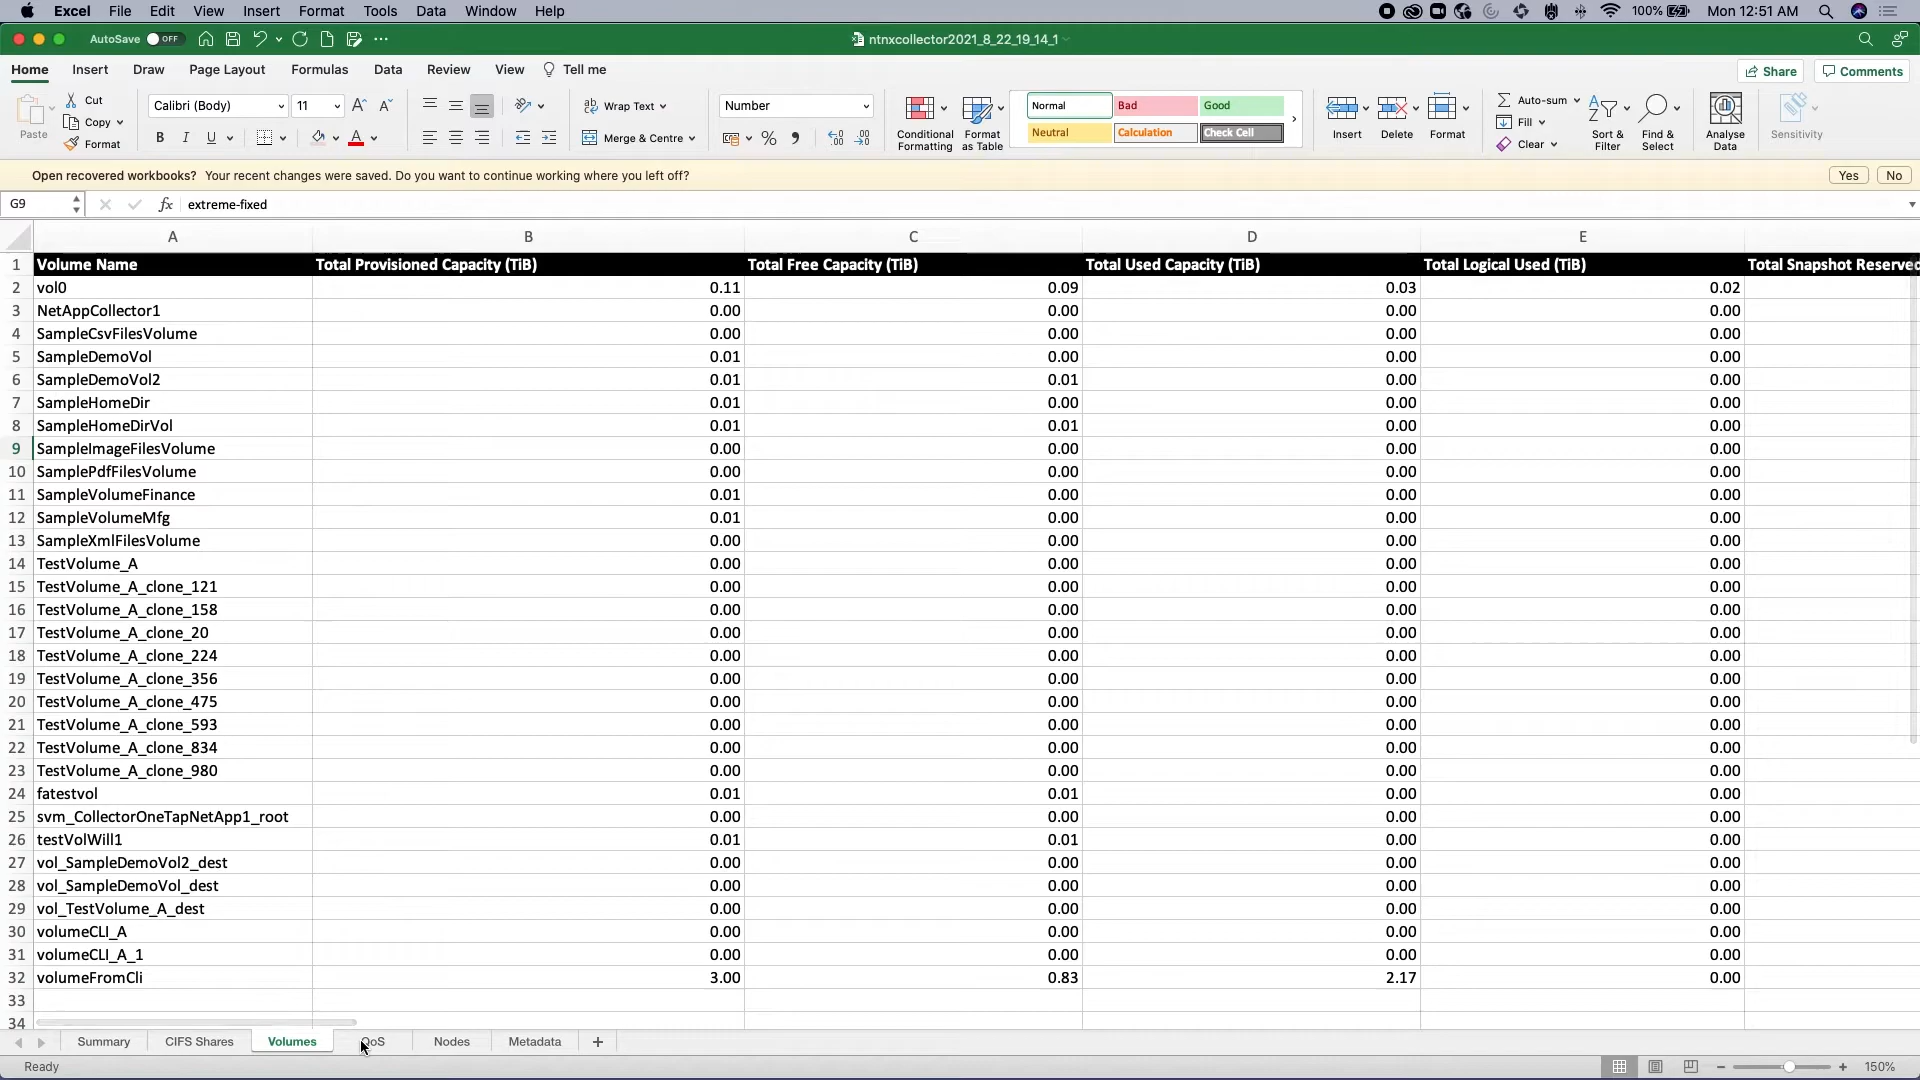 Excel File Edit View Insert Format Tools Data Window Help 100% Mon 12:51 AM
AutoSave OFF ntnxcollector2021_8_22_19_14_1
Home Insert Draw Page Layout Formulas Data Review View Tell me Share Comments
Paste Cut Copy Format
Calibri (Body) 11
Wrap Text
Merge & Centre
Number
Conditional Formatting
Format as Table
Normal Bad Good
Neutral Calculation Check Cell
Insert Delete Format
Auto-sum
Fill
Clear
Sort & Filter
Find & Select
Analyse Data
Sensitivity
Open recovered workbooks? Your recent changes were saved. Do you want to continue working where you left off? Yes No
G9 fx extreme-fixed
A B C D E
1 Volume Name Total Provisioned Capacity (TiB) Total Free Capacity (TiB) Total Used Capacity (TiB) Total Logical Used (TiB) Total Snapshot Reserved
2 vol0 0.11 0.09 0.03 0.02
3 NetAppCollector1 0.00 0.00 0.00 0.00
4 SampleCsvFilesVolume 0.00 0.00 0.00 0.00
5 SampleDemoVol 0.01 0.00 0.00 0.00
6 SampleDemoVol2 0.01 0.01 0.00 0.00
7 SampleHomeDir 0.01 0.00 0.00 0.00
8 SampleHomeDirVol 0.01 0.01 0.00 0.00
9 SampleImageFilesVolume 0.00 0.00 0.00 0.00
10 SamplePdfFilesVolume 0.00 0.00 0.00 0.00
11 SampleVolumeFinance 0.01 0.00 0.00 0.00
12 SampleVolumeMfg 0.01 0.00 0.00 0.00
13 SampleXmlFilesVolume 0.00 0.00 0.00 0.00
14 TestVolume_A 0.00 0.00 0.00 0.00
15 TestVolume_A_clone_121 0.00 0.00 0.00 0.00
16 TestVolume_A_clone_158 0.00 0.00 0.00 0.00
17 TestVolume_A_clone_20 0.00 0.00 0.00 0.00
18 TestVolume_A_clone_224 0.00 0.00 0.00 0.00
19 TestVolume_A_clone_356 0.00 0.00 0.00 0.00
20 TestVolume_A_clone_475 0.00 0.00 0.00 0.00
21 TestVolume_A_clone_593 0.00 0.00 0.00 0.00
22 TestVolume_A_clone_834 0.00 0.00 0.00 0.00
23 TestVolume_A_clone_980 0.00 0.00 0.00 0.00
24 fatestvol 0.01 0.01 0.00 0.00
25 svm_CollectorOneTapNetApp1_root 0.00 0.00 0.00 0.00
26 testVolWill1 0.01 0.01 0.00 0.00
27 vol_SampleDemoVol2_dest 0.00 0.00 0.00 0.00
28 vol_SampleDemoVol_dest 0.00 0.00 0.00 0.00
29 vol_TestVolume_A_dest 0.00 0.00 0.00 0.00
30 volumeCLI_A 0.00 0.00 0.00 0.00
31 volumeCLI_A_1 0.00 0.00 0.00 0.00
32 volumeFromCli 3.00 0.83 2.17 0.00
33
34
Summary CIFS Shares Volumes QoS Nodes Metadata +
Ready 150%